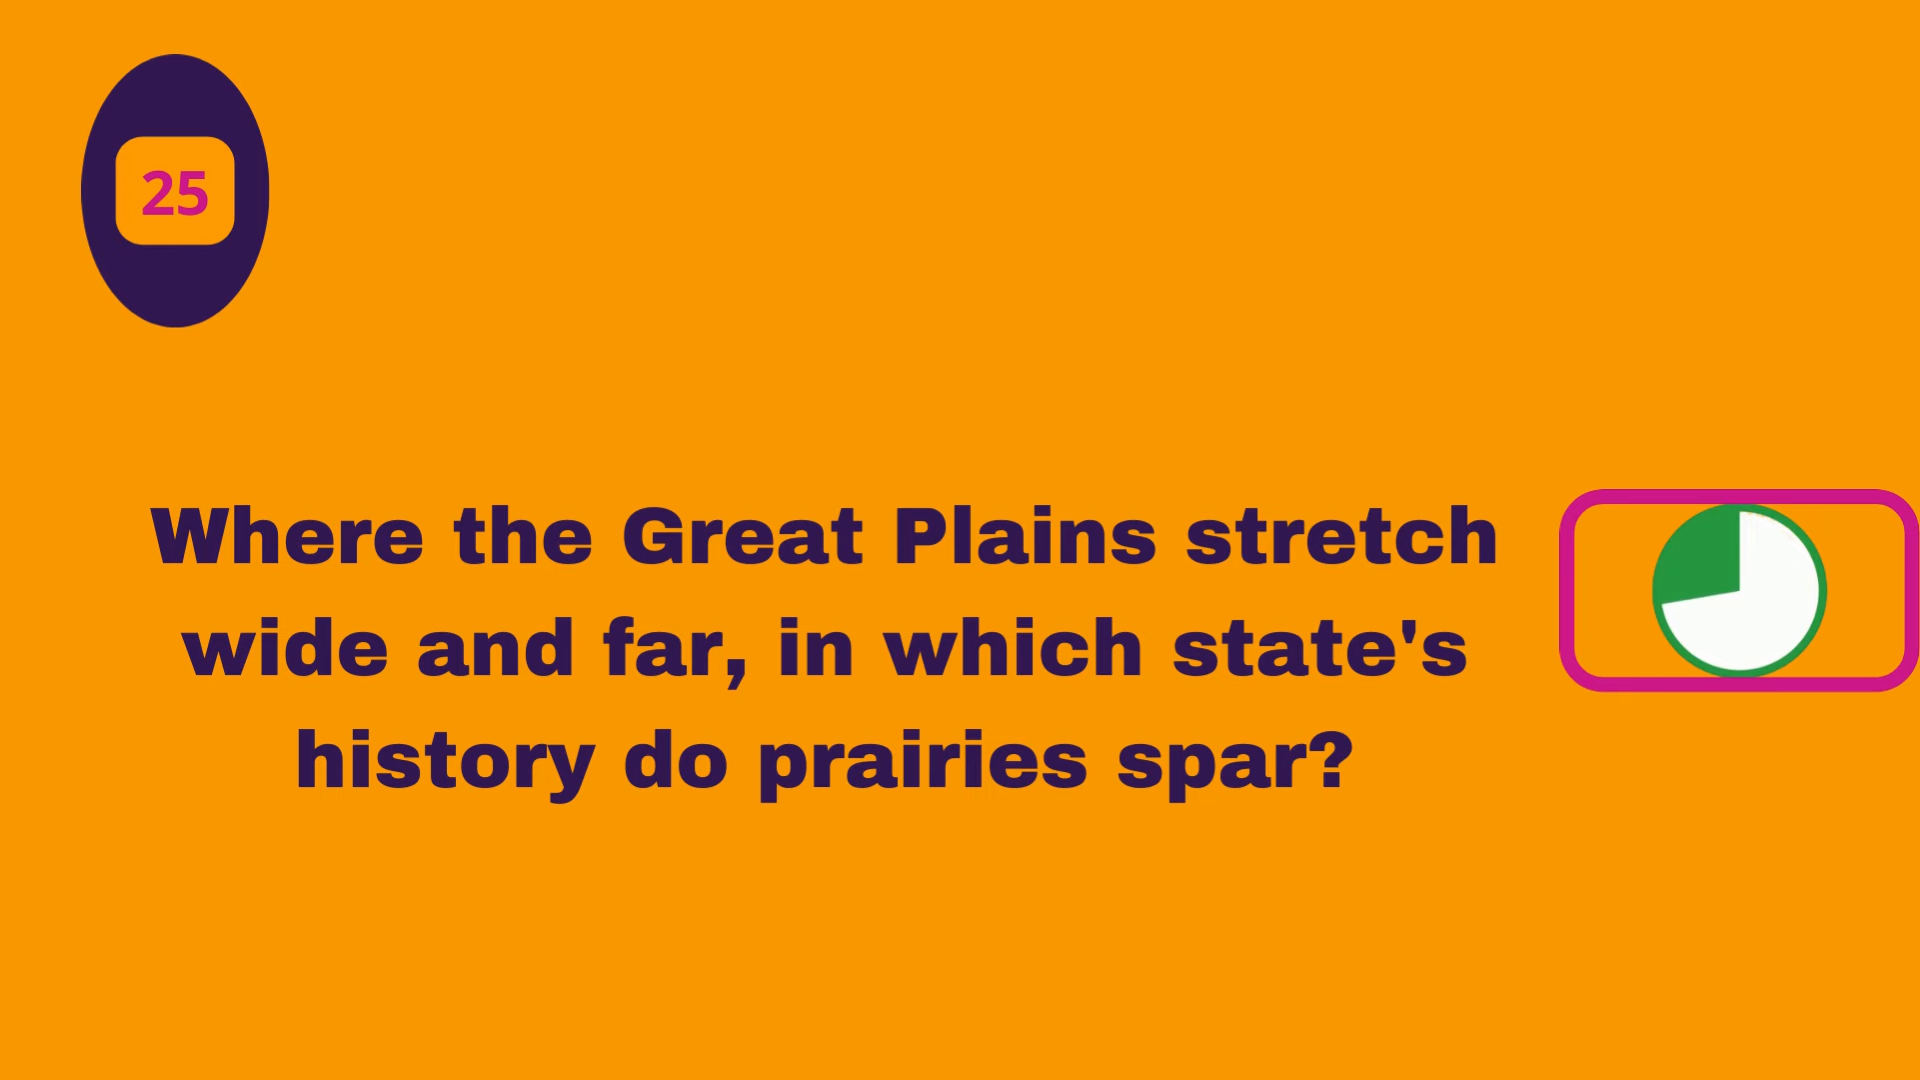 25
Where the Great Plains stretch
wide and far, in which state's
history do prairies spar?